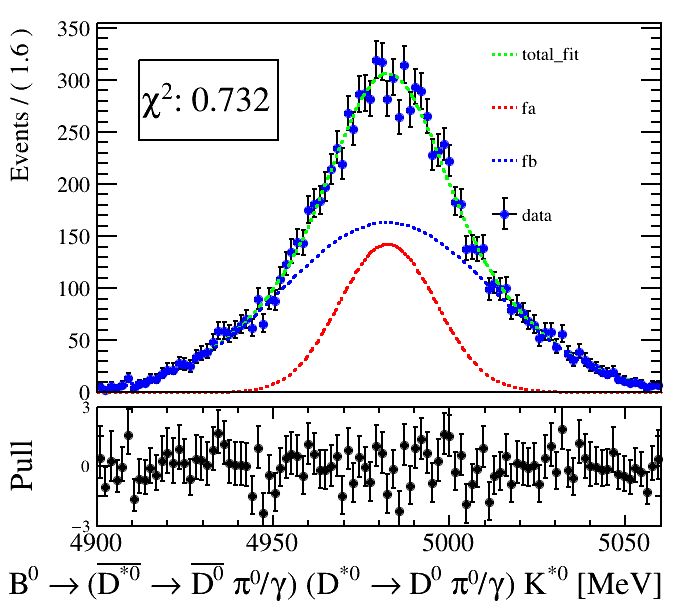 350
300
250
200
150
100
50
0
Events / ( 1.6 )
χ²: 0.732
total_fit
fa
fb
data
3
0
−3
Pull
4900 4950 5000 5050
B⁰ → (D̅*⁰ → D̅⁰ π⁰/γ) (D*⁰ → D⁰ π⁰/γ) K*⁰ [MeV]